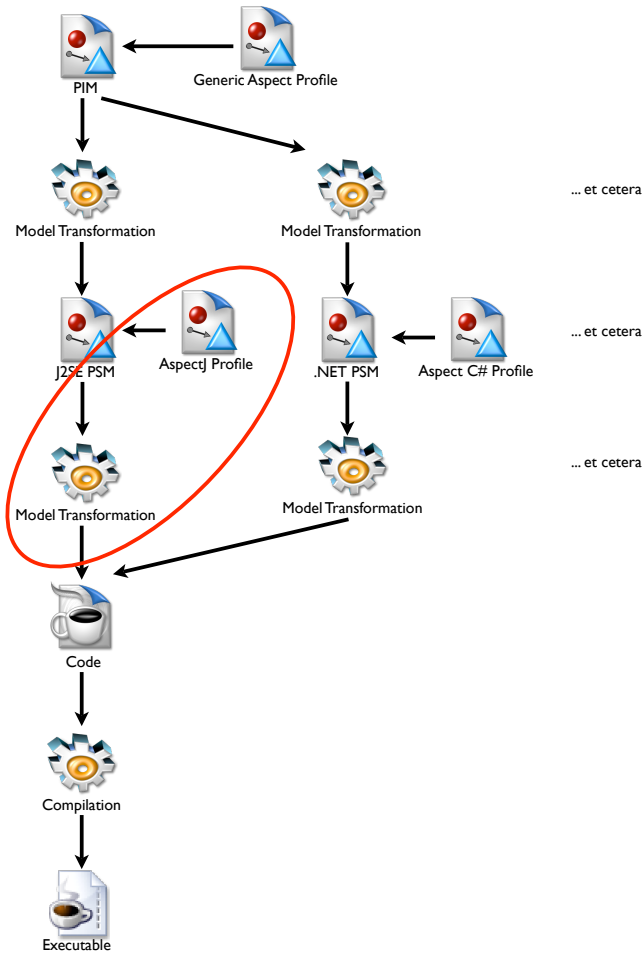 Generic Aspect Profile
PIM
Model Transformation
Model Transformation
... et cetera
J2SE PSM
AspectJ Profile
.NET PSM
Aspect C# Profile
... et cetera
Model Transformation
Model Transformation
... et cetera
Code
Compilation
Executable